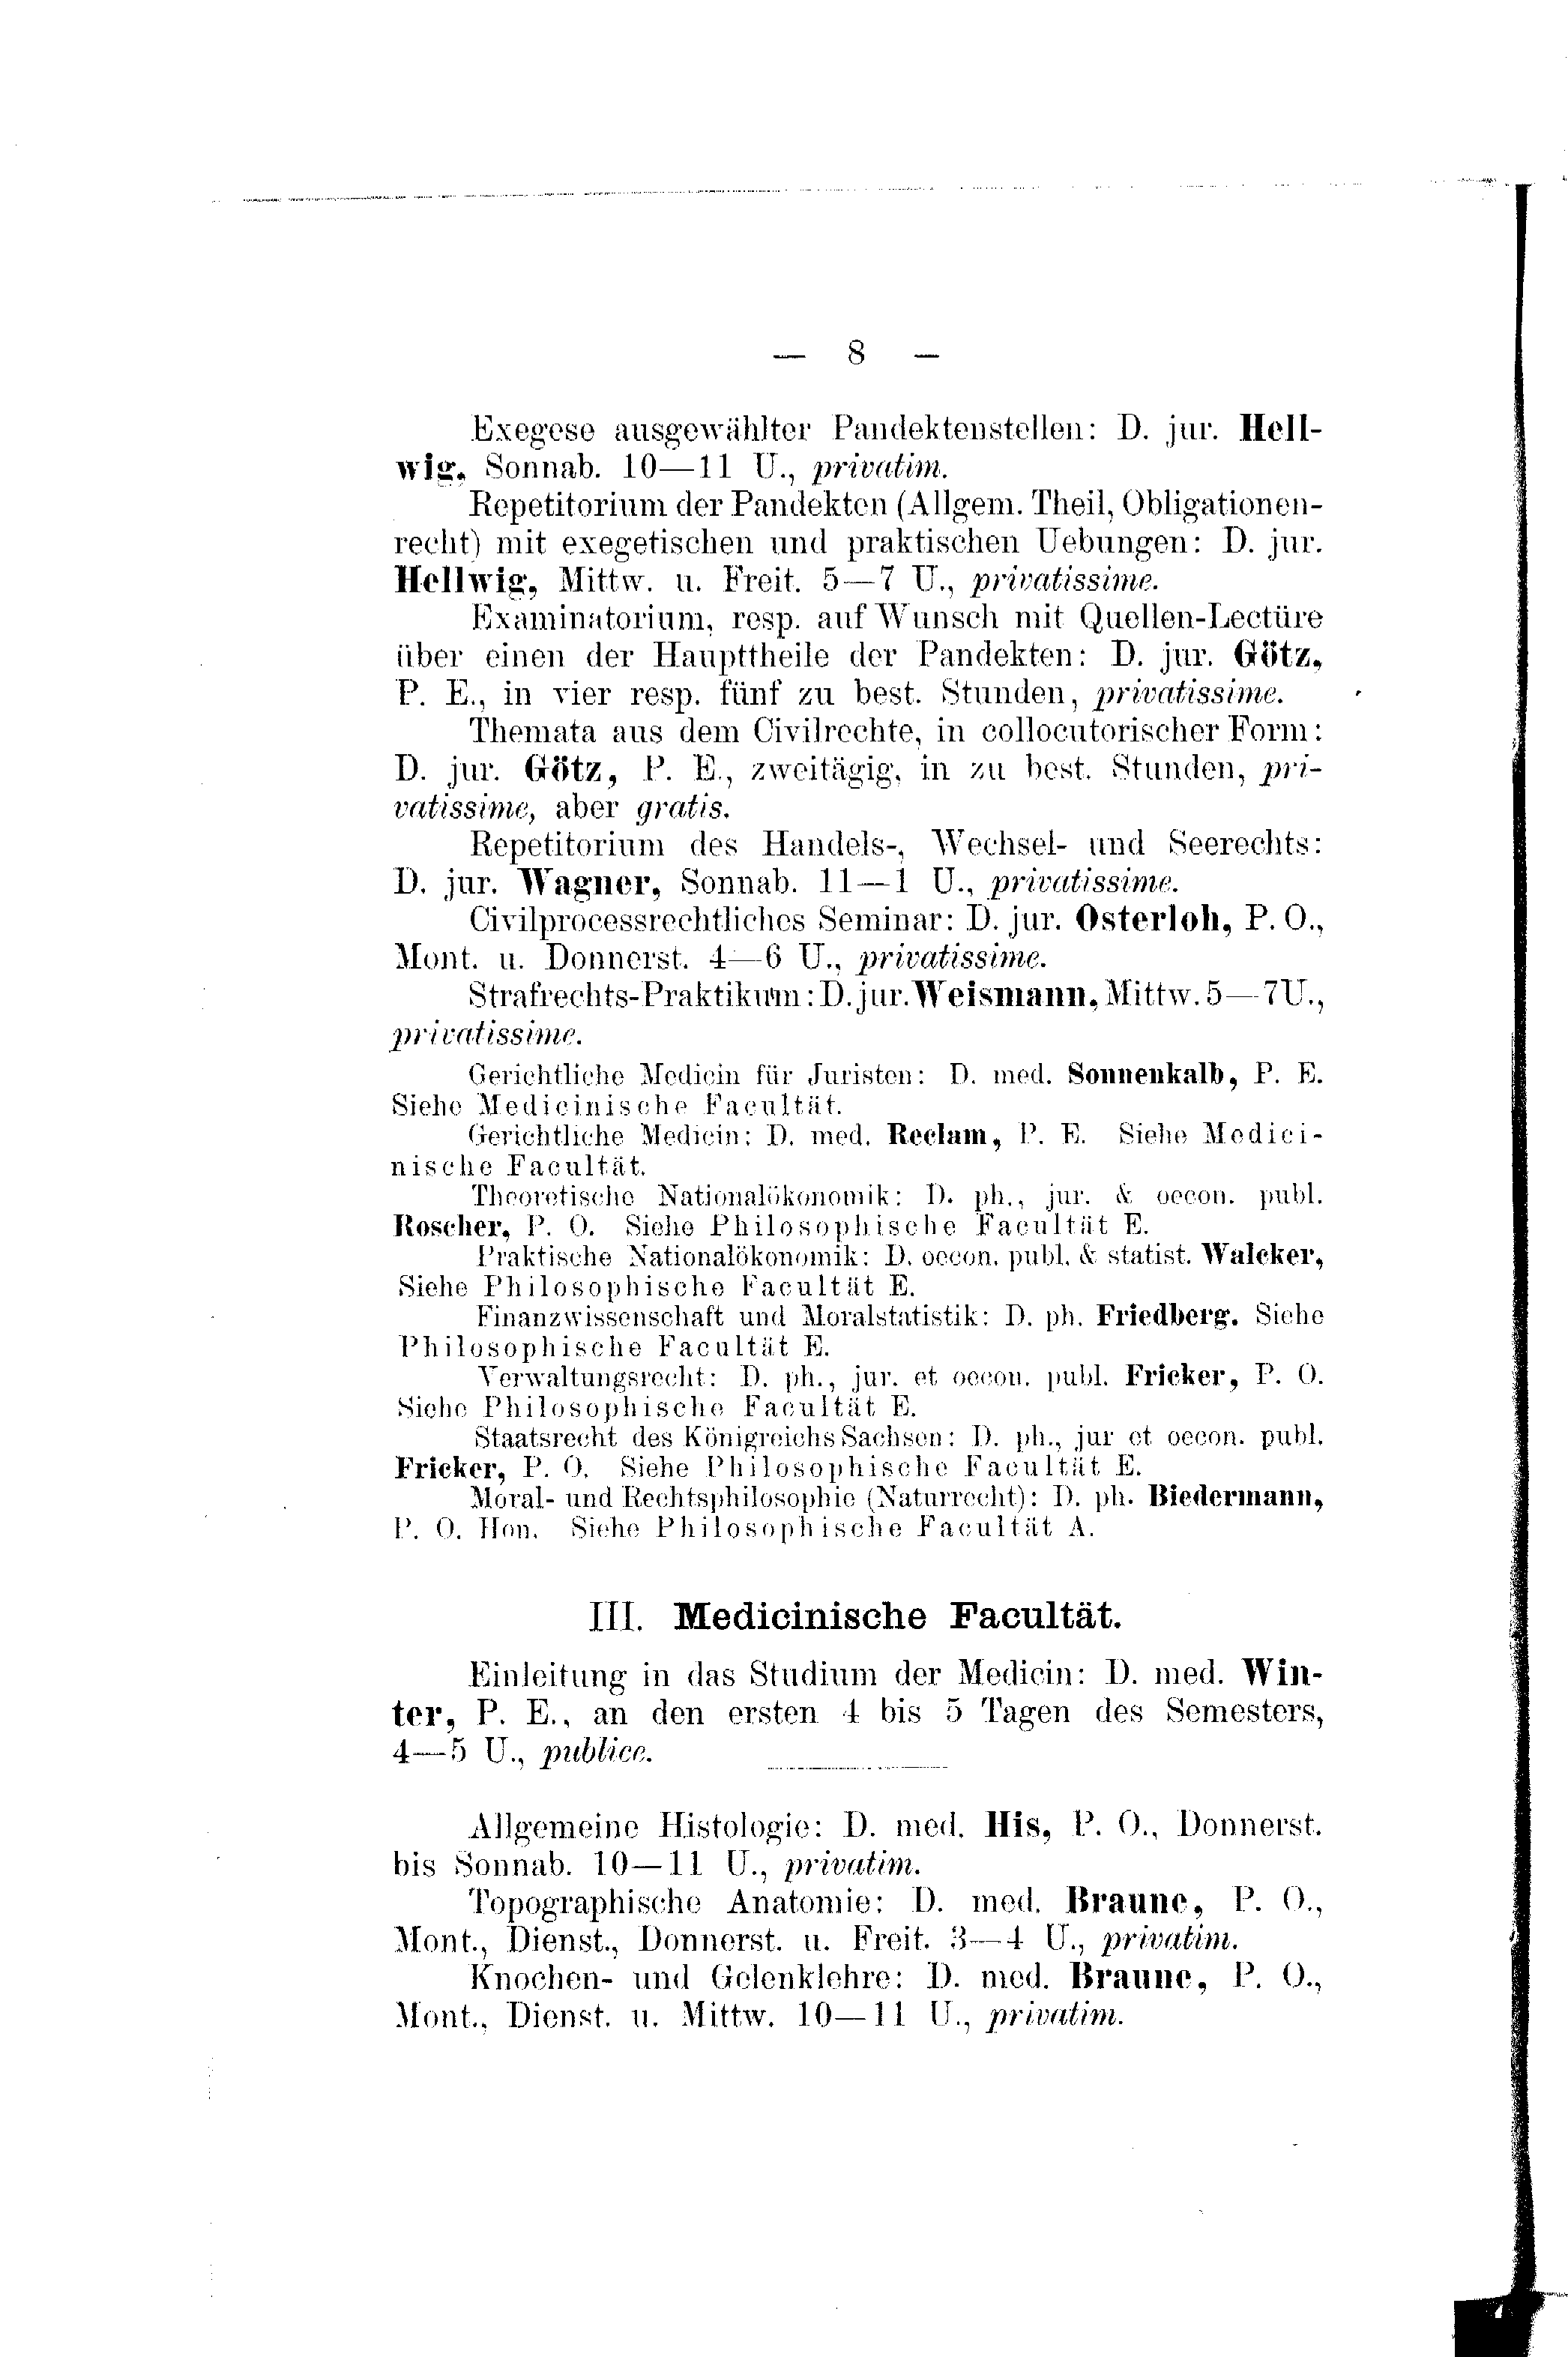 — 8 —
Exegese ausgewählter Pandektenstellen: D. jur. Hell-
wig, Sonnab. 10—11 U., privatim.
Repetitorium der Pandekten (Allgem. Theil, Obligationen-
recht) mit exegetischen und praktischen Uebungen: D. jur.
Hellwig, Mittw. u. Freit. 5—7 U., privatissime.
Examinatorium, resp. auf Wunsch mit Quellen-Lectüre
über einen der Haupttheile der Pandekten: D. jur. Götz,
P. E., in vier resp. fünf zu best. Stunden, privatissime.
Themata aus dem Civilrechte, in collocutorischer Form:
D. jur. Götz, P. E., zweitägig, in zu best. Stunden, pri-
vatissime, aber gratis.
Repetitorium des Handels-, Wechsel- und Seerechts:
D. jur. Wagner, Sonnab. 11—1 U., privatissime.
Civilprocessrechtliches Seminar: D. jur. Osterloh, P. O.,
Mont. u. Donnerst. 4—6 U., privatissime.
Strafrechts-Praktikum: D. jur. Weismann, Mittw. 5—7 U.,
privatissime.
Gerichtliche Medicin für Juristen: D. med. Sonnenkalb, P. E.
Siehe Medicinische Facultät.
Gerichtliche Medicin: D. med. Reclam, P. E. Siehe Medici-
nische Facultät.
Theoretische Nationalökonomik: D. ph., jur. & oecon. publ.
Roscher, P. O. Siehe Philosophische Facultät E.
Praktische Nationalökonomik: D. oecon. publ. & statist. Walcker,
Siehe Philosophische Facultät E.
Finanzwissenschaft und Moralstatistik: D. ph. Friedberg. Siehe
Philosophische Facultät E.
Verwaltungsrecht: D. ph., jur. et oecon. publ. Fricker, P. O.
Siehe Philosophische Facultät E.
Staatsrecht des Königreichs Sachsen: D. ph., jur et oecon. publ.
Fricker, P. O. Siehe Philosophische Facultät E.
Moral- und Rechtsphilosophie (Naturrecht): D. ph. Biedermann,
P. O. Hon. Siehe Philosophische Facultät A.
III. Medicinische Facultät.
Einleitung in das Studium der Medicin: D. med. Win-
ter, P. E., an den ersten 4 bis 5 Tagen des Semesters,
4—5 U., publice.
Allgemeine Histologie: D. med. His, P. O., Donnerst.
bis Sonnab. 10—11 U., privatim.
Topographische Anatomie: D. med. Braune, P. O.,
Mont., Dienst., Donnerst. u. Freit. 3—4 U., privatim.
Knochen- und Gelenklehre: D. med. Braune, P. O.,
Mont., Dienst. u. Mittw. 10—11 U., privatim.